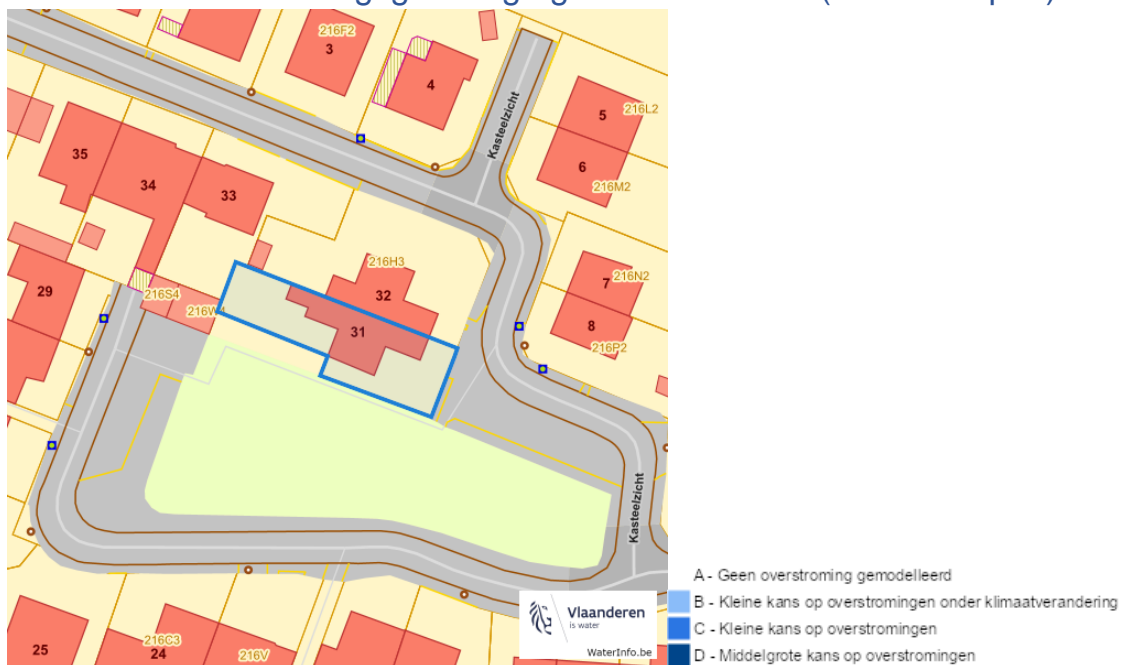 216F2
3
4
5
216L2
Kasteelzicht
6
216M2
35
34
33
216H3
32
7
216N2
29
216S4
31
8
216P2
Kasteelzicht
A - Geen overstroming gemodelleerd
B - Kleine kans op overstromingen onder klimaatverandering
C - Kleine kans op overstromingen
D - Middelgrote kans op overstromingen
Vlaanderen
is water
WaterInfo.be
25
216C3
24
216V